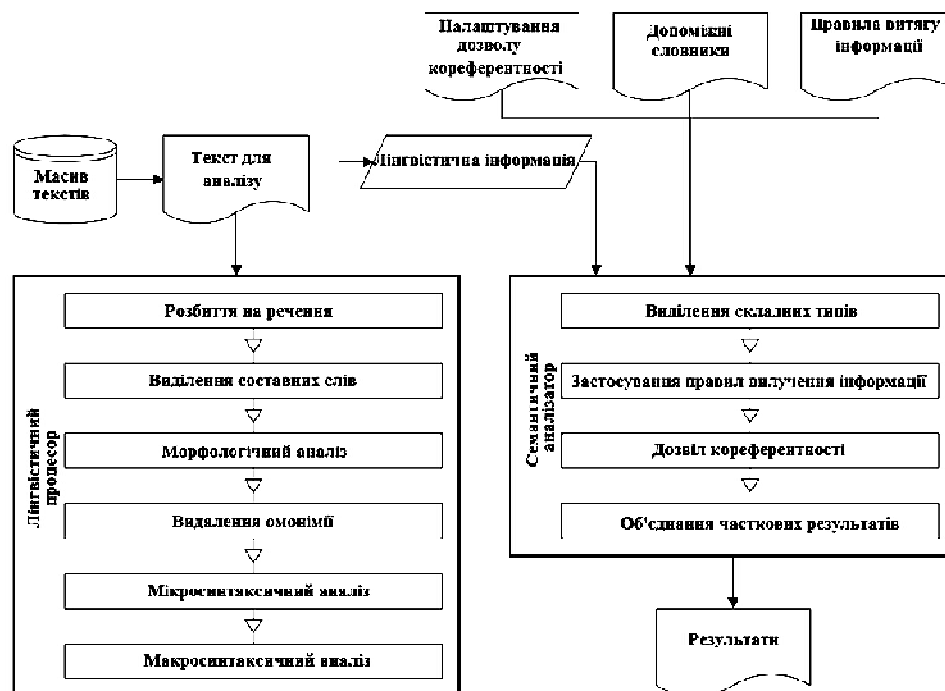 Налаштування
дозволу
кореферентності
Допоміжні
словники
Правила витягу
інформації
Масив
текстів
Текст для
аналізу
Лінгвістична інформація
Лінгвістичний
процесор
Розбиття на речення
Виділення составних слів
Морфологічний аналіз
Видалення омонімії
Мікросинтаксичний аналіз
Макросинтаксичний аналіз
Семантичний
аналізатор
Виділення складних типів
Застосування правил вилучення інформації
Дозвіл кореферентності
Об'єднання часткових результатів
Результати